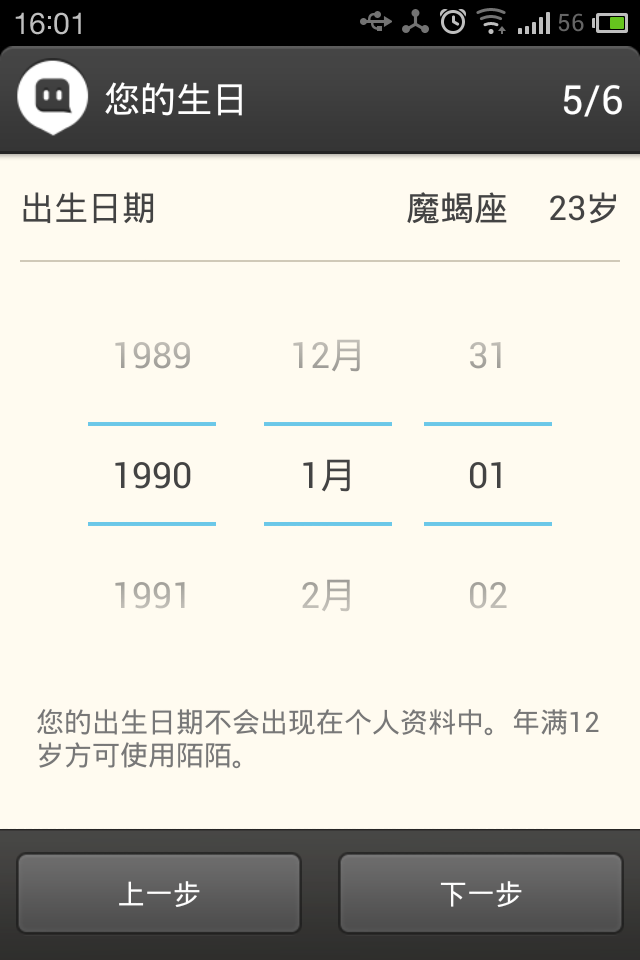 16:01
56
您的生日
5/6
出生日期 魔蝎座 23岁
1989 12月 31
1990 1月 01
1991 2月 02
您的出生日期不会出现在个人资料中。年满12
岁方可使用陌陌。
上一步 下一步